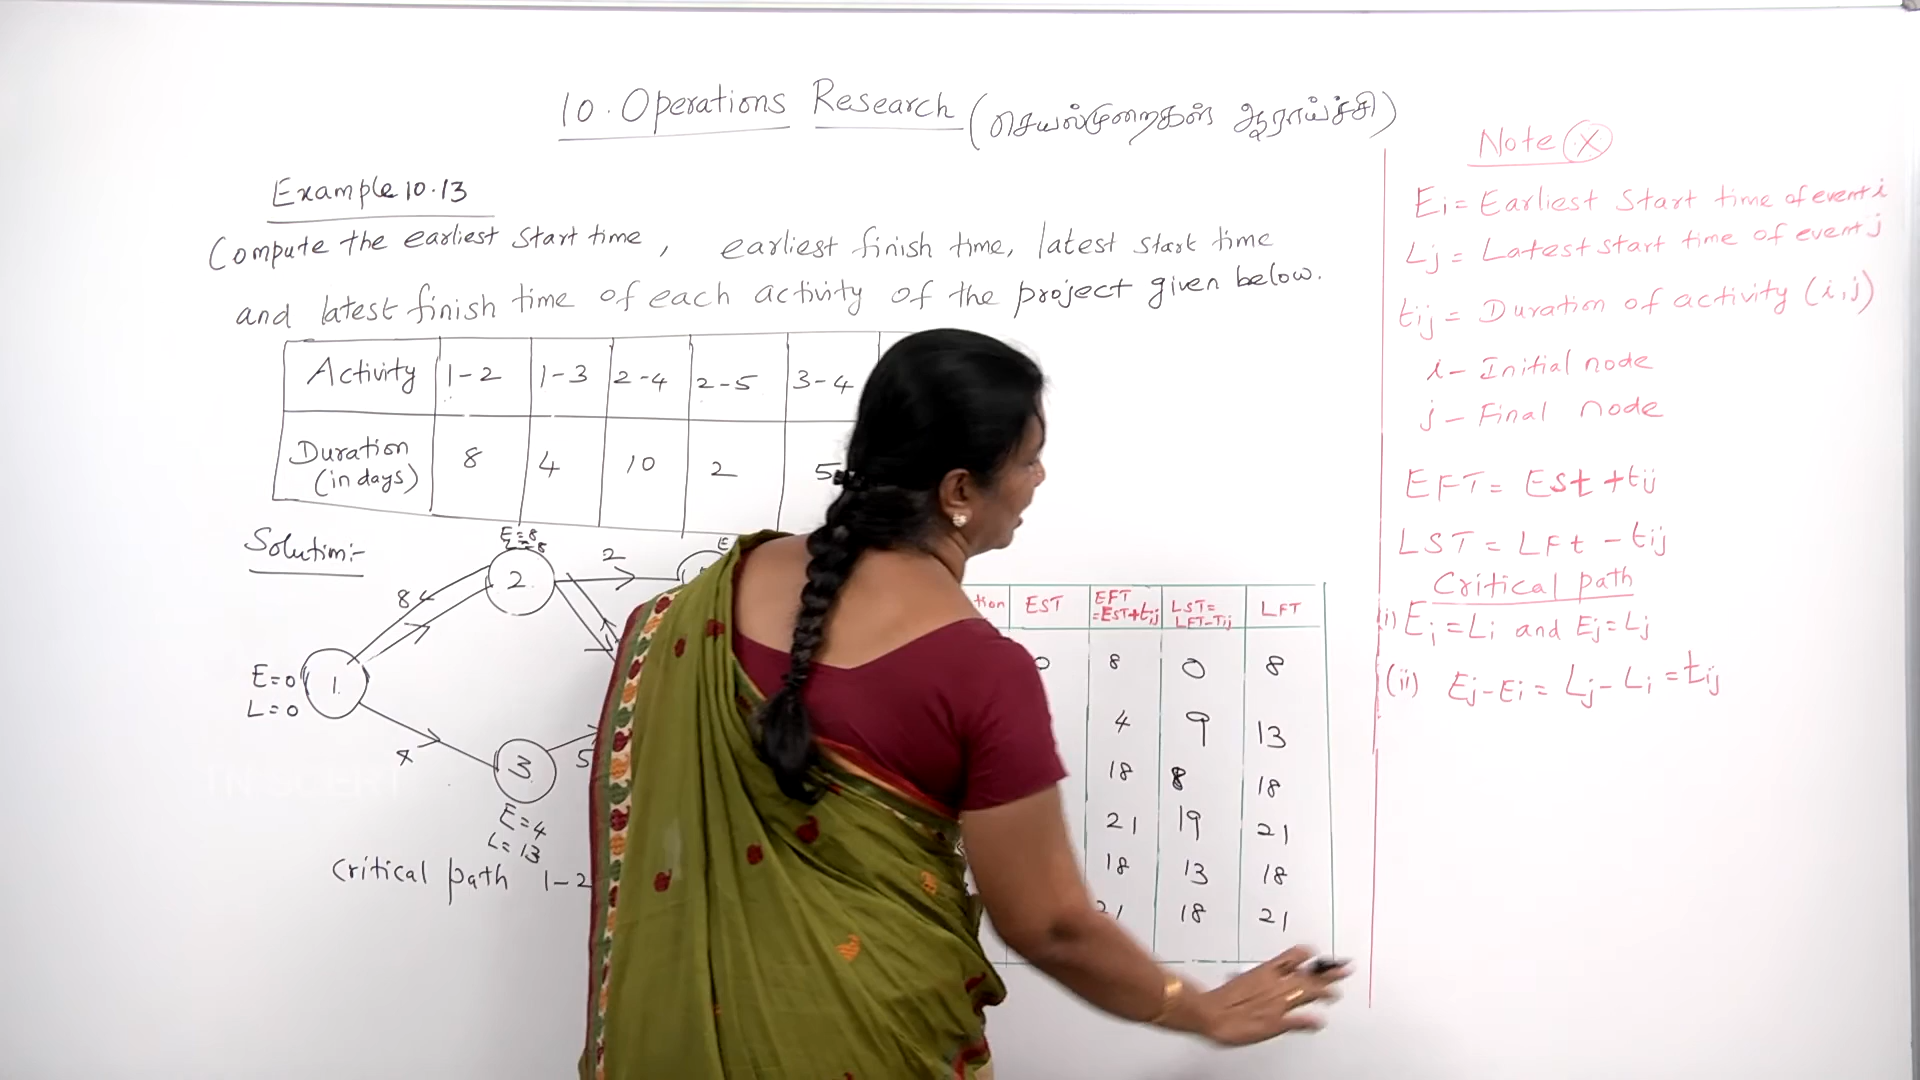 10. Operations Research (செயல்முறைகள் ஆராய்ச்சி)
Example 10.13
Compute the earliest start time, earliest finish time, latest start time
and latest finish time of each activity of the project given below.
Activity 1-2 1-3 2-4 2-5 3-4
Duration (in days) 8 4 10 2 5
Solution:-
E=8
L=8
2
2
8
E=0
L=0
1
4
3
5
E=4
L=13
E
Critical path 1-2
EST EFT =EST+tij LST= LFT-Tij LFT
0 8 0 8
4 9 13
18 8 18
21 19 21
18 13 18
21 18 21
Note X
Ei = Earliest Start time of event i
Lj = Latest start time of event j
tij = Duration of activity (i,j)
i - Initial node
j - Final node
EFT = Est + tij
LST = LFt - tij
Critical path
(i) Ei = Li and Ej = Lj
(ii) Ej - Ei = Lj - Li = tij